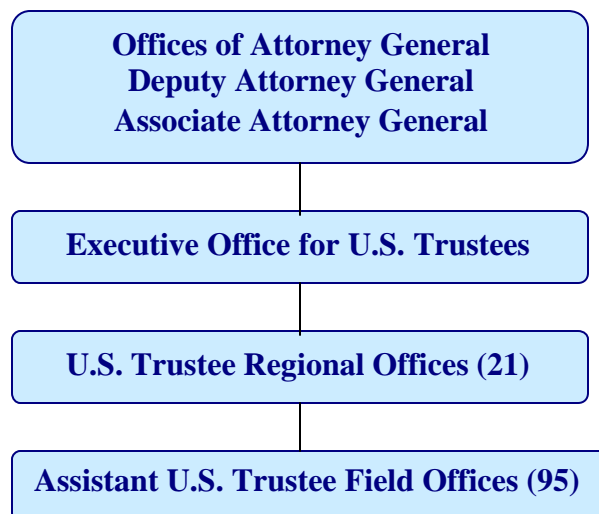 Offices of Attorney General
Deputy Attorney General
Associate Attorney General
Executive Office for U.S. Trustees
U.S. Trustee Regional Offices (21)
Assistant U.S. Trustee Field Offices (95)